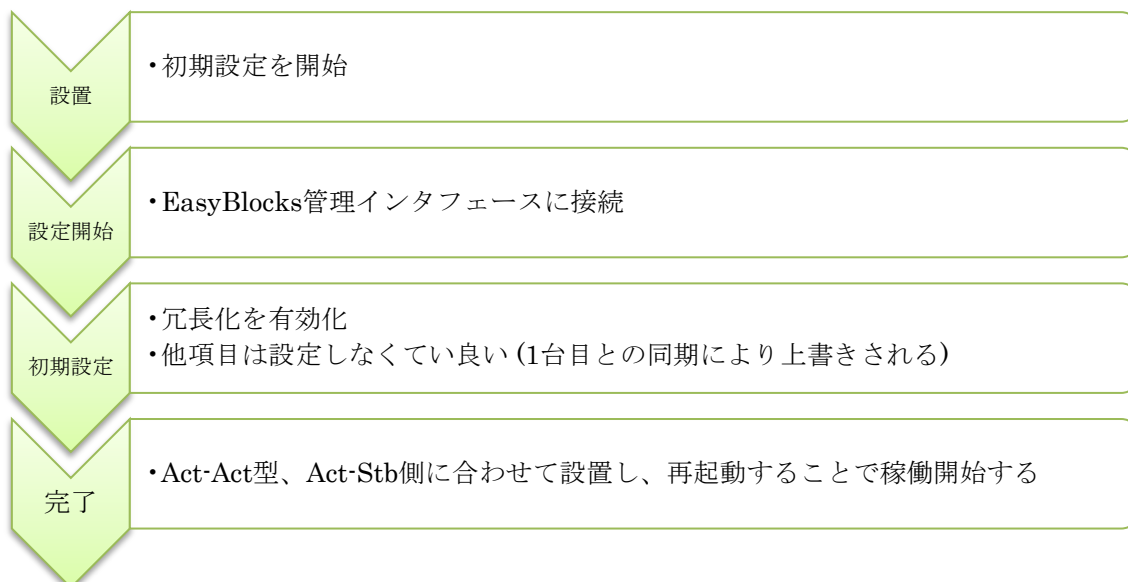 設置
・初期設定を開始
設定開始
・EasyBlocks管理インタフェースに接続
初期設定
・冗長化を有効化
・他項目は設定しなくてい良い (1台目との同期により上書きされる)
完了
・Act-Act型、Act-Stb側に合わせて設置し、再起動することで稼働開始する